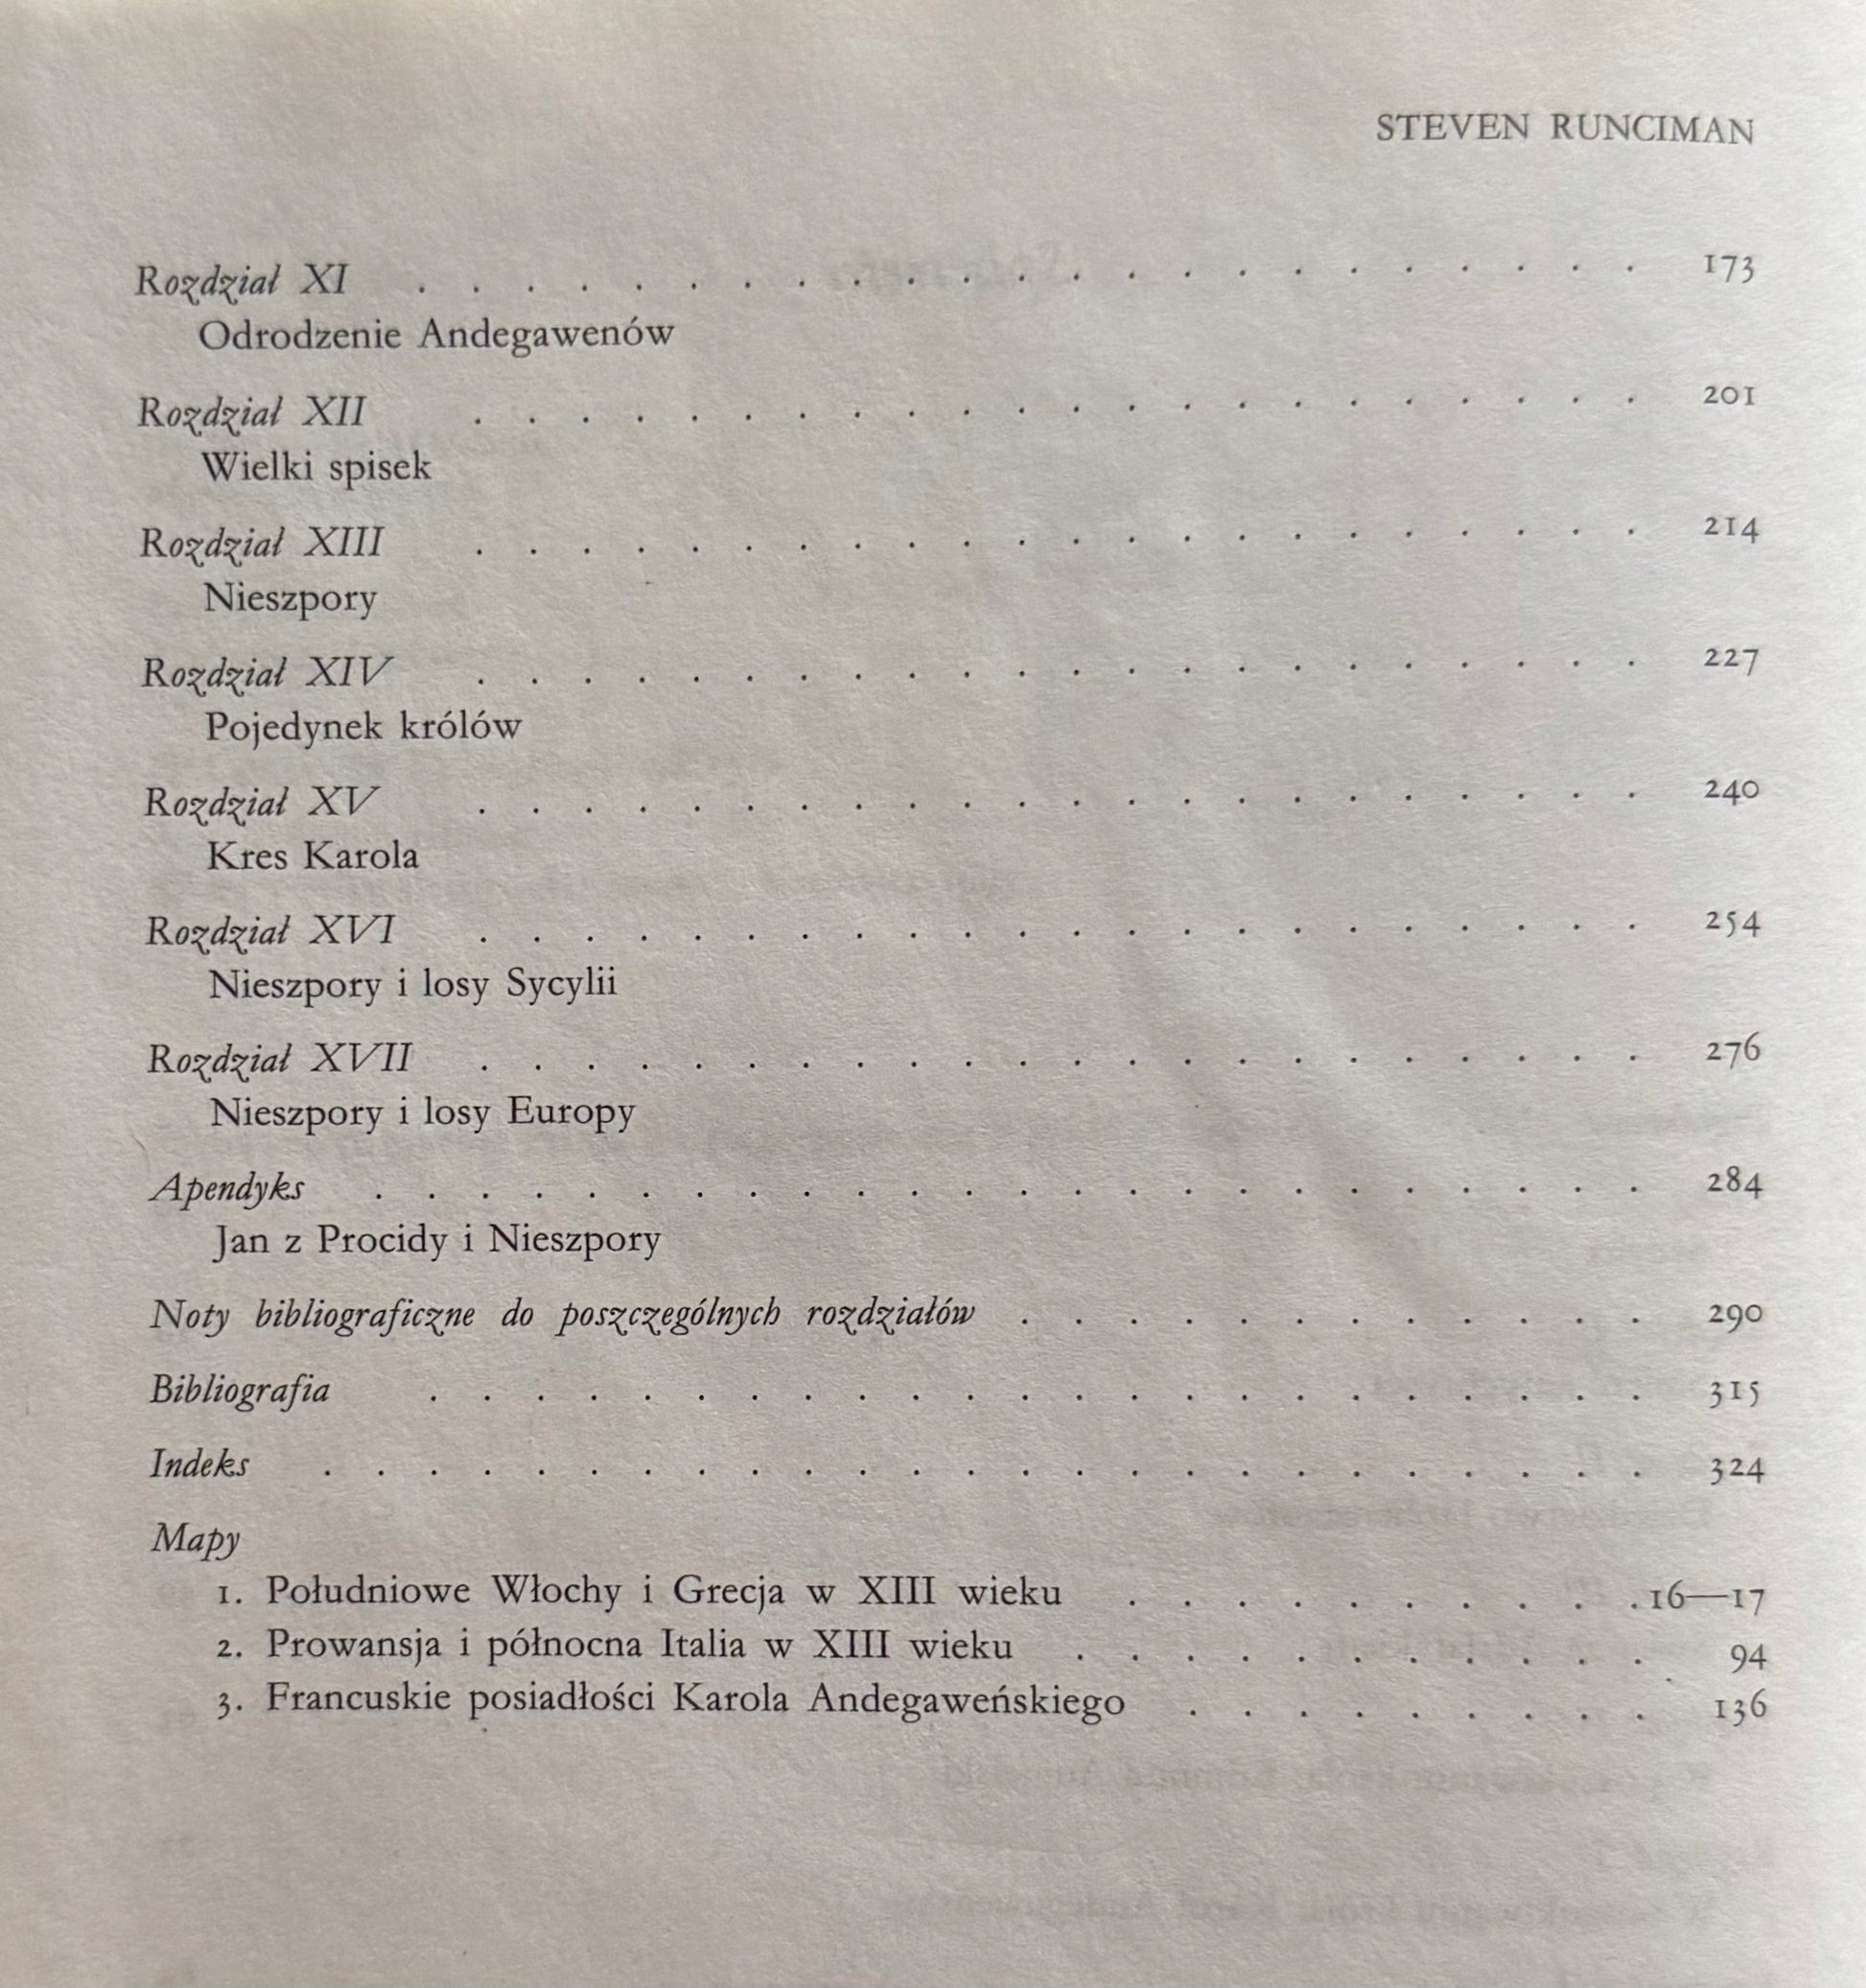 STEVEN RUNCIMAN
Rozdział XI . . . . . . . . . . . . . . . . . . . . . . . 173
Odrodzenie Andegawenów
Rozdział XII . . . . . . . . . . . . . . . . . . . . . . 201
Wielki spisek
Rozdział XIII . . . . . . . . . . . . . . . . . . . . . . 214
Nieszpory
Rozdział XIV . . . . . . . . . . . . . . . . . . . . . . 227
Pojedynek królów
Rozdział XV . . . . . . . . . . . . . . . . . . . . . . 240
Kres Karola
Rozdział XVI . . . . . . . . . . . . . . . . . . . . . . 254
Nieszpory i losy Sycylii
Rozdział XVII . . . . . . . . . . . . . . . . . . . . . . 276
Nieszpory i losy Europy
Apendyks . . . . . . . . . . . . . . . . . . . . . . . . 284
Jan z Procidy i Nieszpory
Noty bibliograficzne do poszczególnych rozdziałów . . . . . . . . . . . . 290
Bibliografia . . . . . . . . . . . . . . . . . . . . . . . 315
Indeks . . . . . . . . . . . . . . . . . . . . . . . . . 324
Mapy
1. Południowe Włochy i Grecja w XIII wieku . . . . . . . . . . 16—17
2. Prowansja i północna Italia w XIII wieku . . . . . . . . . . . 94
3. Francuskie posiadłości Karola Andegaweńskiego . . . . . . . . . 136